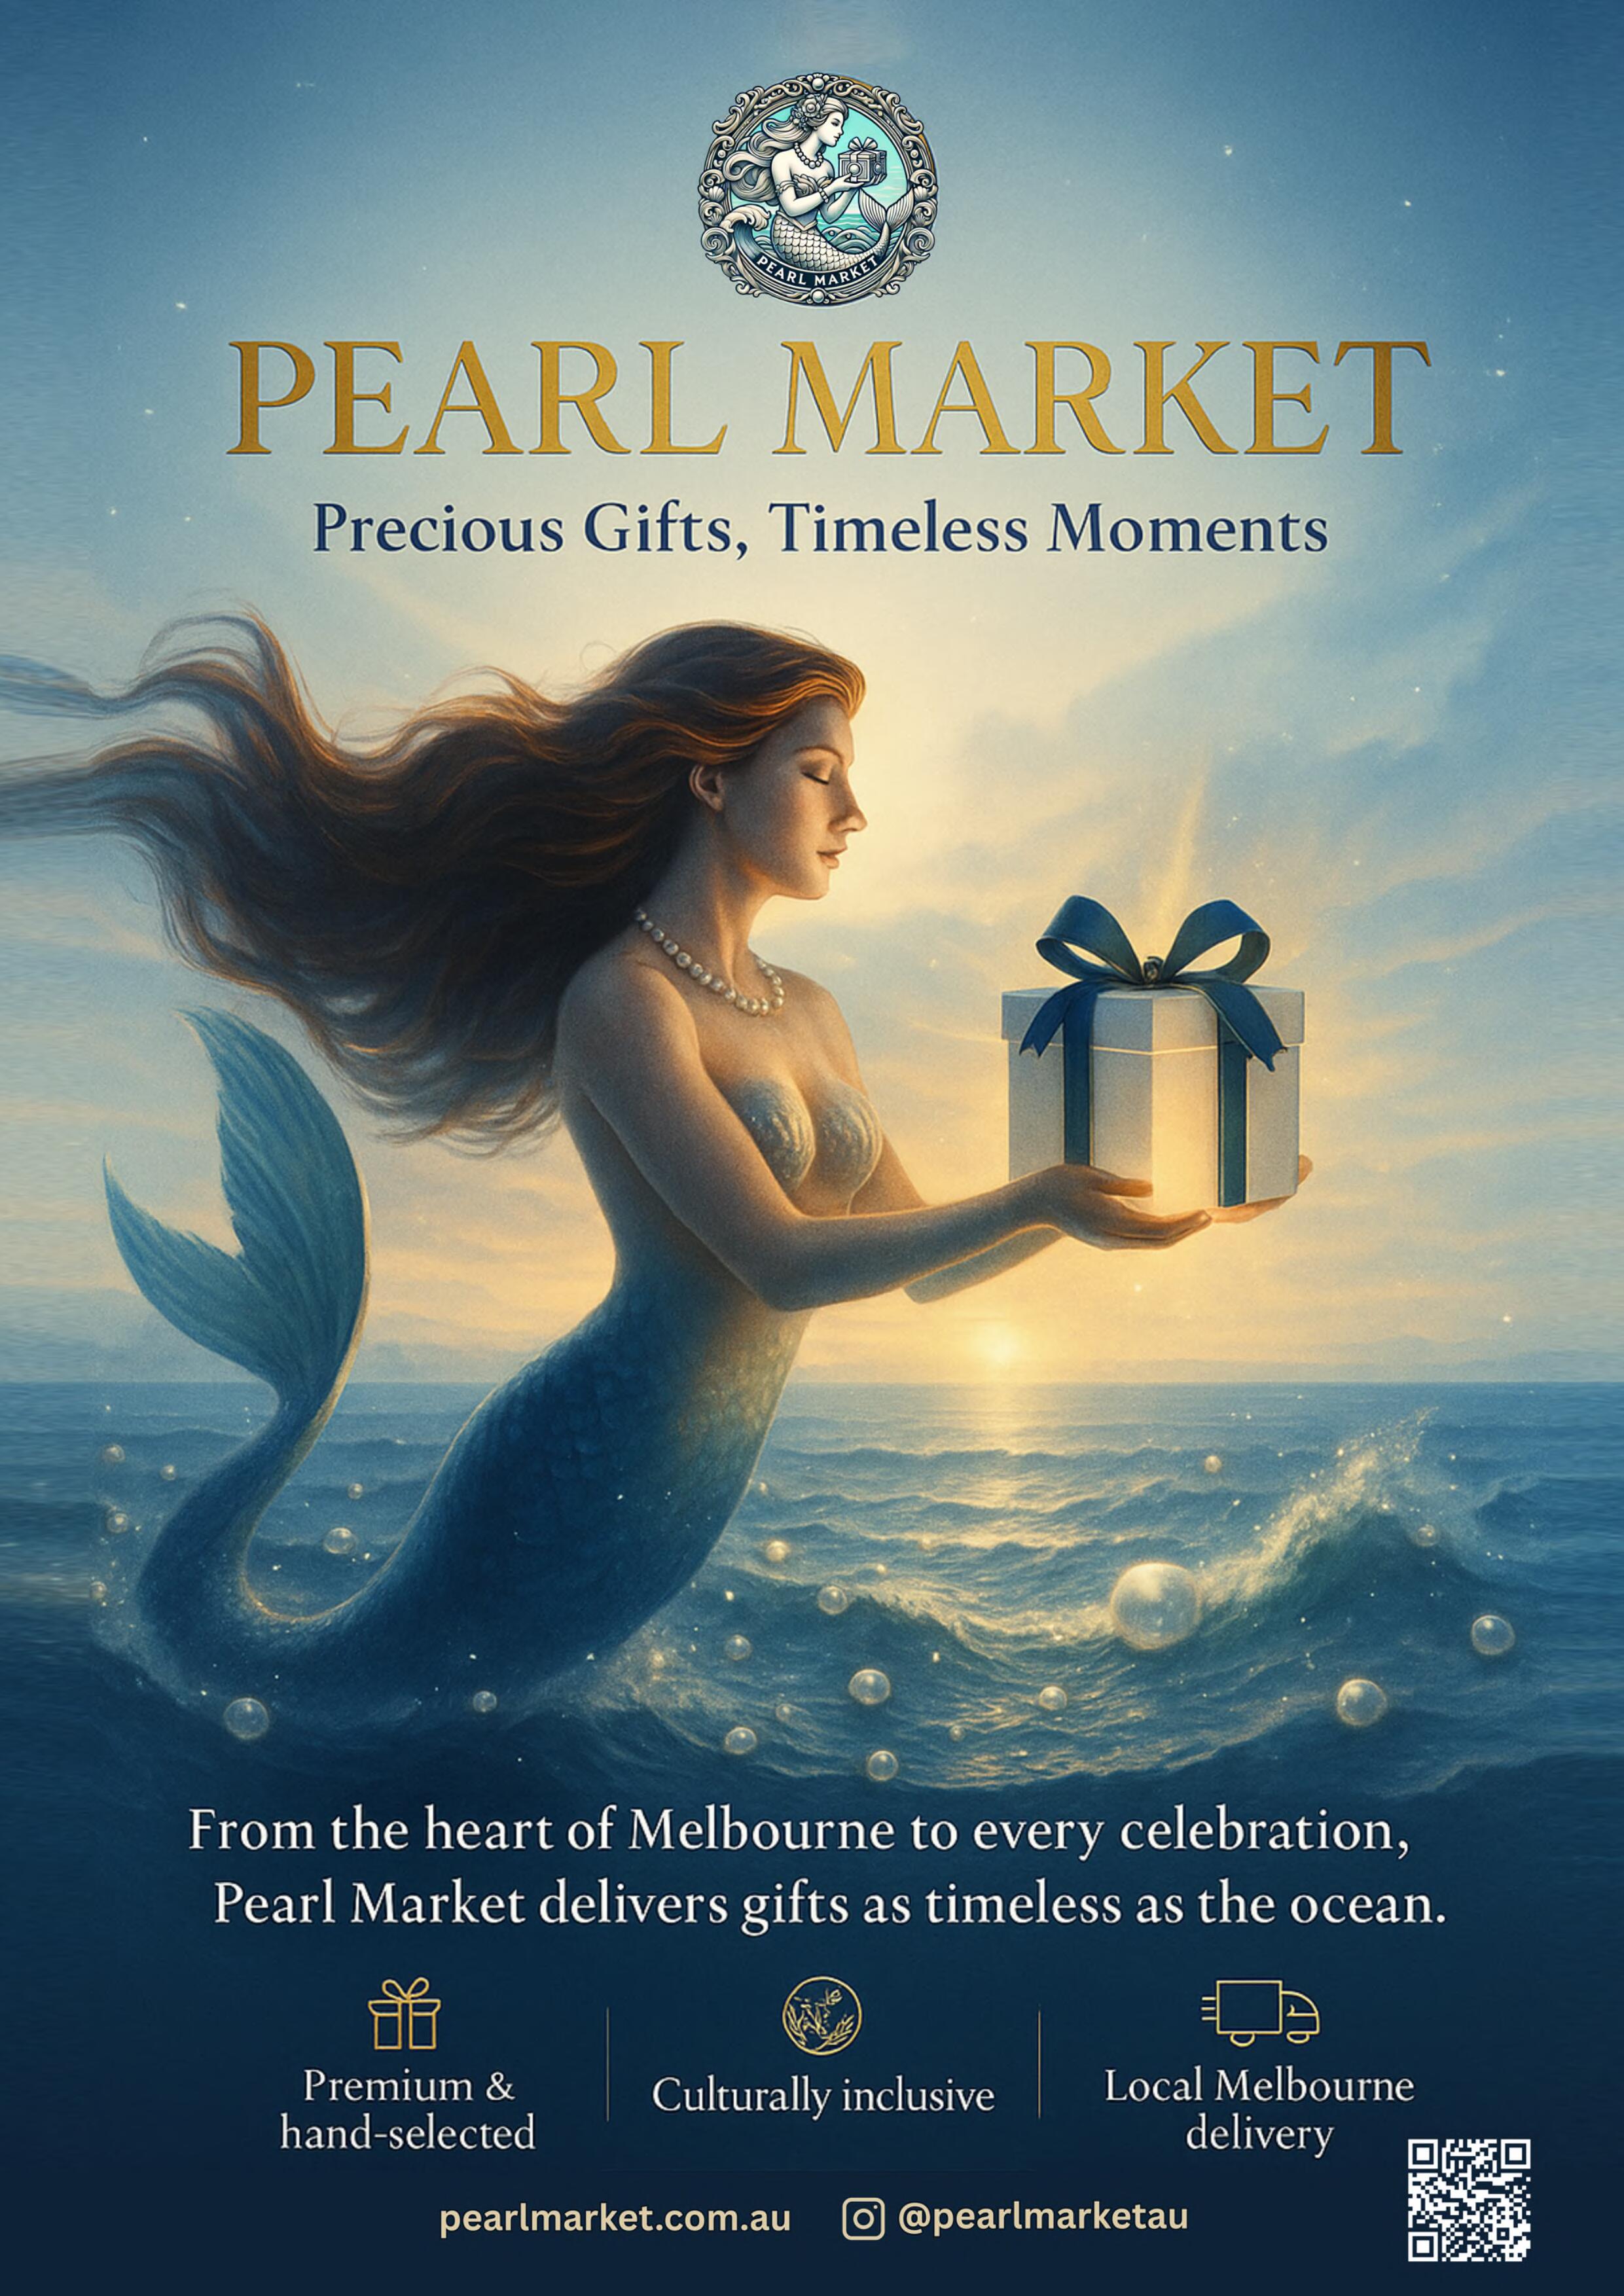 PEARL MARKET
PEARL MARKET
Precious Gifts, Timeless Moments
From the heart of Melbourne to every celebration,
Pearl Market delivers gifts as timeless as the ocean.
Premium &
hand-selected
Culturally inclusive
Local Melbourne
delivery
pearlmarket.com.au
@pearlmarketau